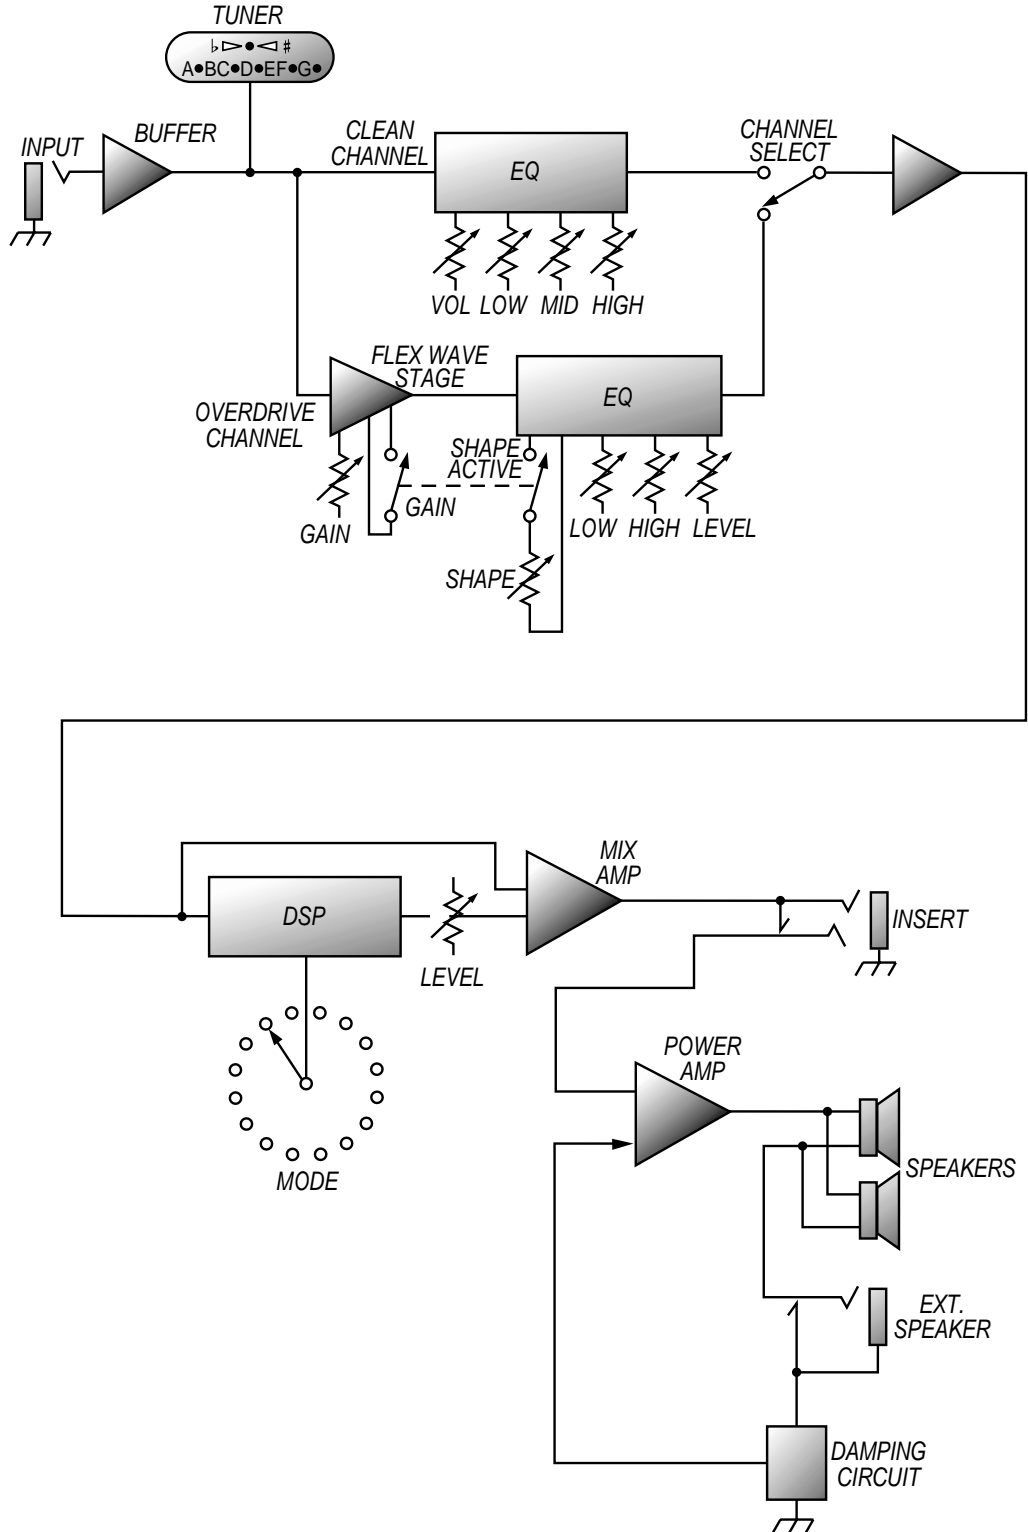 TUNER
♭ ▷ • ◁ ♯
A•BC•D•EF•G•
INPUT
BUFFER
CLEAN
CHANNEL
EQ
CHANNEL
SELECT
VOL LOW MID HIGH
FLEX WAVE
STAGE
EQ
OVERDRIVE
CHANNEL
SHAPE
ACTIVE
GAIN
GAIN
LOW HIGH LEVEL
SHAPE
MIX
AMP
DSP
INSERT
LEVEL
POWER
AMP
SPEAKERS
MODE
EXT.
SPEAKER
DAMPING
CIRCUIT